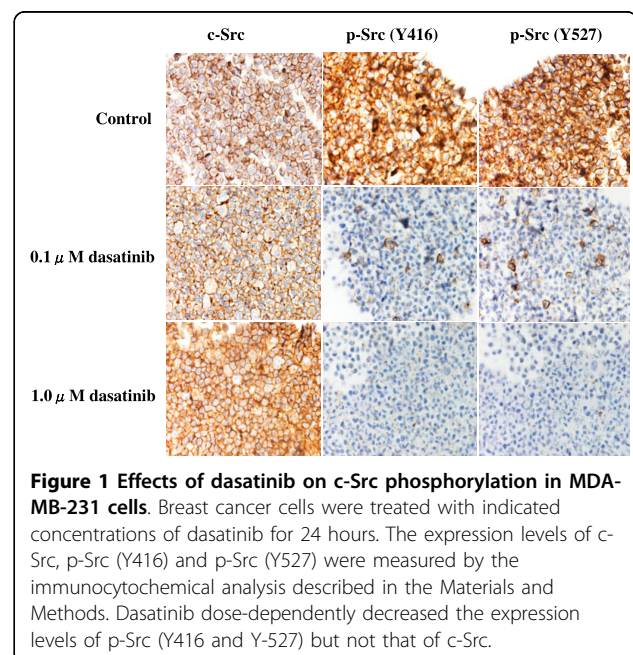 c-Src p-Src (Y416) p-Src (Y527)
Control
0.1 μ M dasatinib
1.0 μ M dasatinib
Figure 1 Effects of dasatinib on c-Src phosphorylation in MDA-
MB-231 cells. Breast cancer cells were treated with indicated
concentrations of dasatinib for 24 hours. The expression levels of c-
Src, p-Src (Y416) and p-Src (Y527) were measured by the
immunocytochemical analysis described in the Materials and
Methods. Dasatinib dose-dependently decreased the expression
levels of p-Src (Y416 and Y-527) but not that of c-Src.